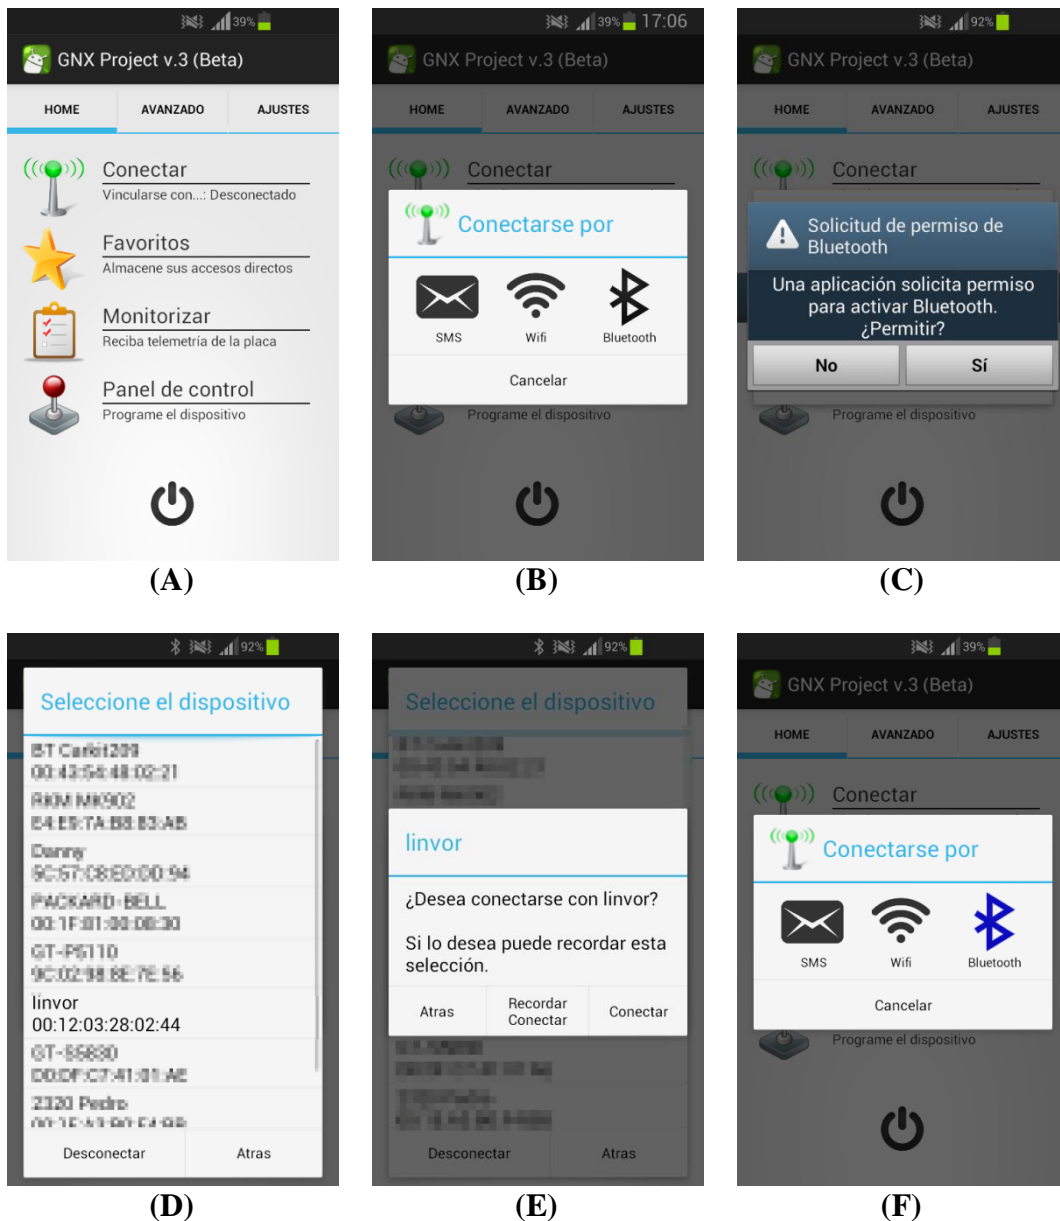 39%
39% 17:06
92%
GNX Project v.3 (Beta)
GNX Project v.3 (Beta)
GNX Project v.3 (Beta)
HOME AVANZADO AJUSTES
HOME AVANZADO AJUSTES
HOME AVANZADO AJUSTES
Conectar
Vincularse con...: Desconectado
Favoritos
Almacene sus accesos directos
Monitorizar
Reciba telemetría de la placa
Panel de control
Programe el dispositivo
(A)
Conectar
Conectarse por
SMS Wifi Bluetooth
Cancelar
Programe el dispositivo
(B)
Conectar
Solicitud de permiso de
Bluetooth
Una aplicación solicita permiso
para activar Bluetooth.
¿Permitir?
No Sí
Programe el dispositivo
(C)
92%
Seleccione el dispositivo
BT Carkit209
RKM MK902
Danny
PACKARD-BELL
GT-P5110
linvor
00:12:03:28:02:44
2320 Pedro
Desconectar Atras
(D)
92%
Seleccione el dispositivo
linvor
¿Desea conectarse con linvor?
Si lo desea puede recordar esta
selección.
Atras Recordar Conectar
Conectar
Desconectar Atras
(E)
39%
GNX Project v.3 (Beta)
HOME AVANZADO AJUSTES
Conectar
Conectarse por
SMS Wifi Bluetooth
Cancelar
Programe el dispositivo
(F)